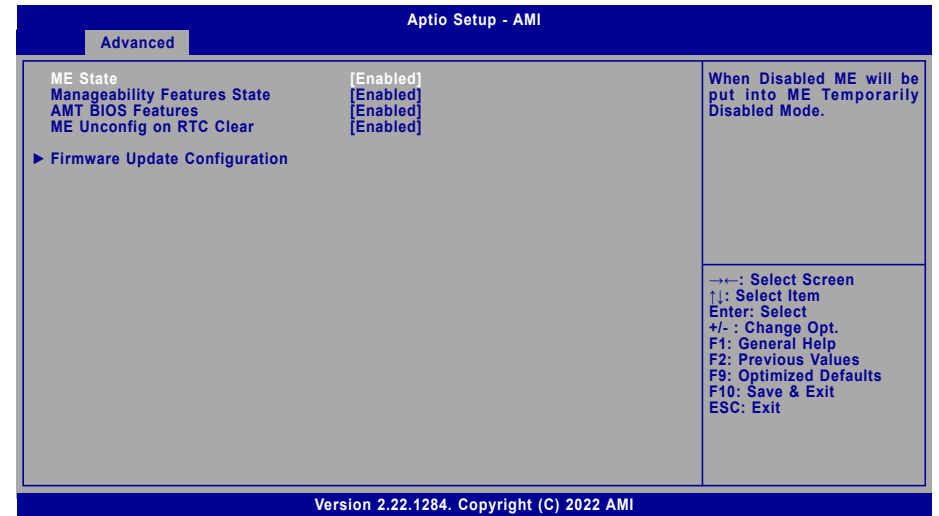 Aptio Setup - AMI
Advanced
ME State [Enabled]
Manageability Features State [Enabled]
AMT BIOS Features [Enabled]
ME Unconfig on RTC Clear [Enabled]
▶ Firmware Update Configuration
When Disabled ME will be
put into ME Temporarily
Disabled Mode.
→←: Select Screen
↑↓: Select Item
Enter: Select
+/- : Change Opt.
F1: General Help
F2: Previous Values
F9: Optimized Defaults
F10: Save & Exit
ESC: Exit
Version 2.22.1284. Copyright (C) 2022 AMI